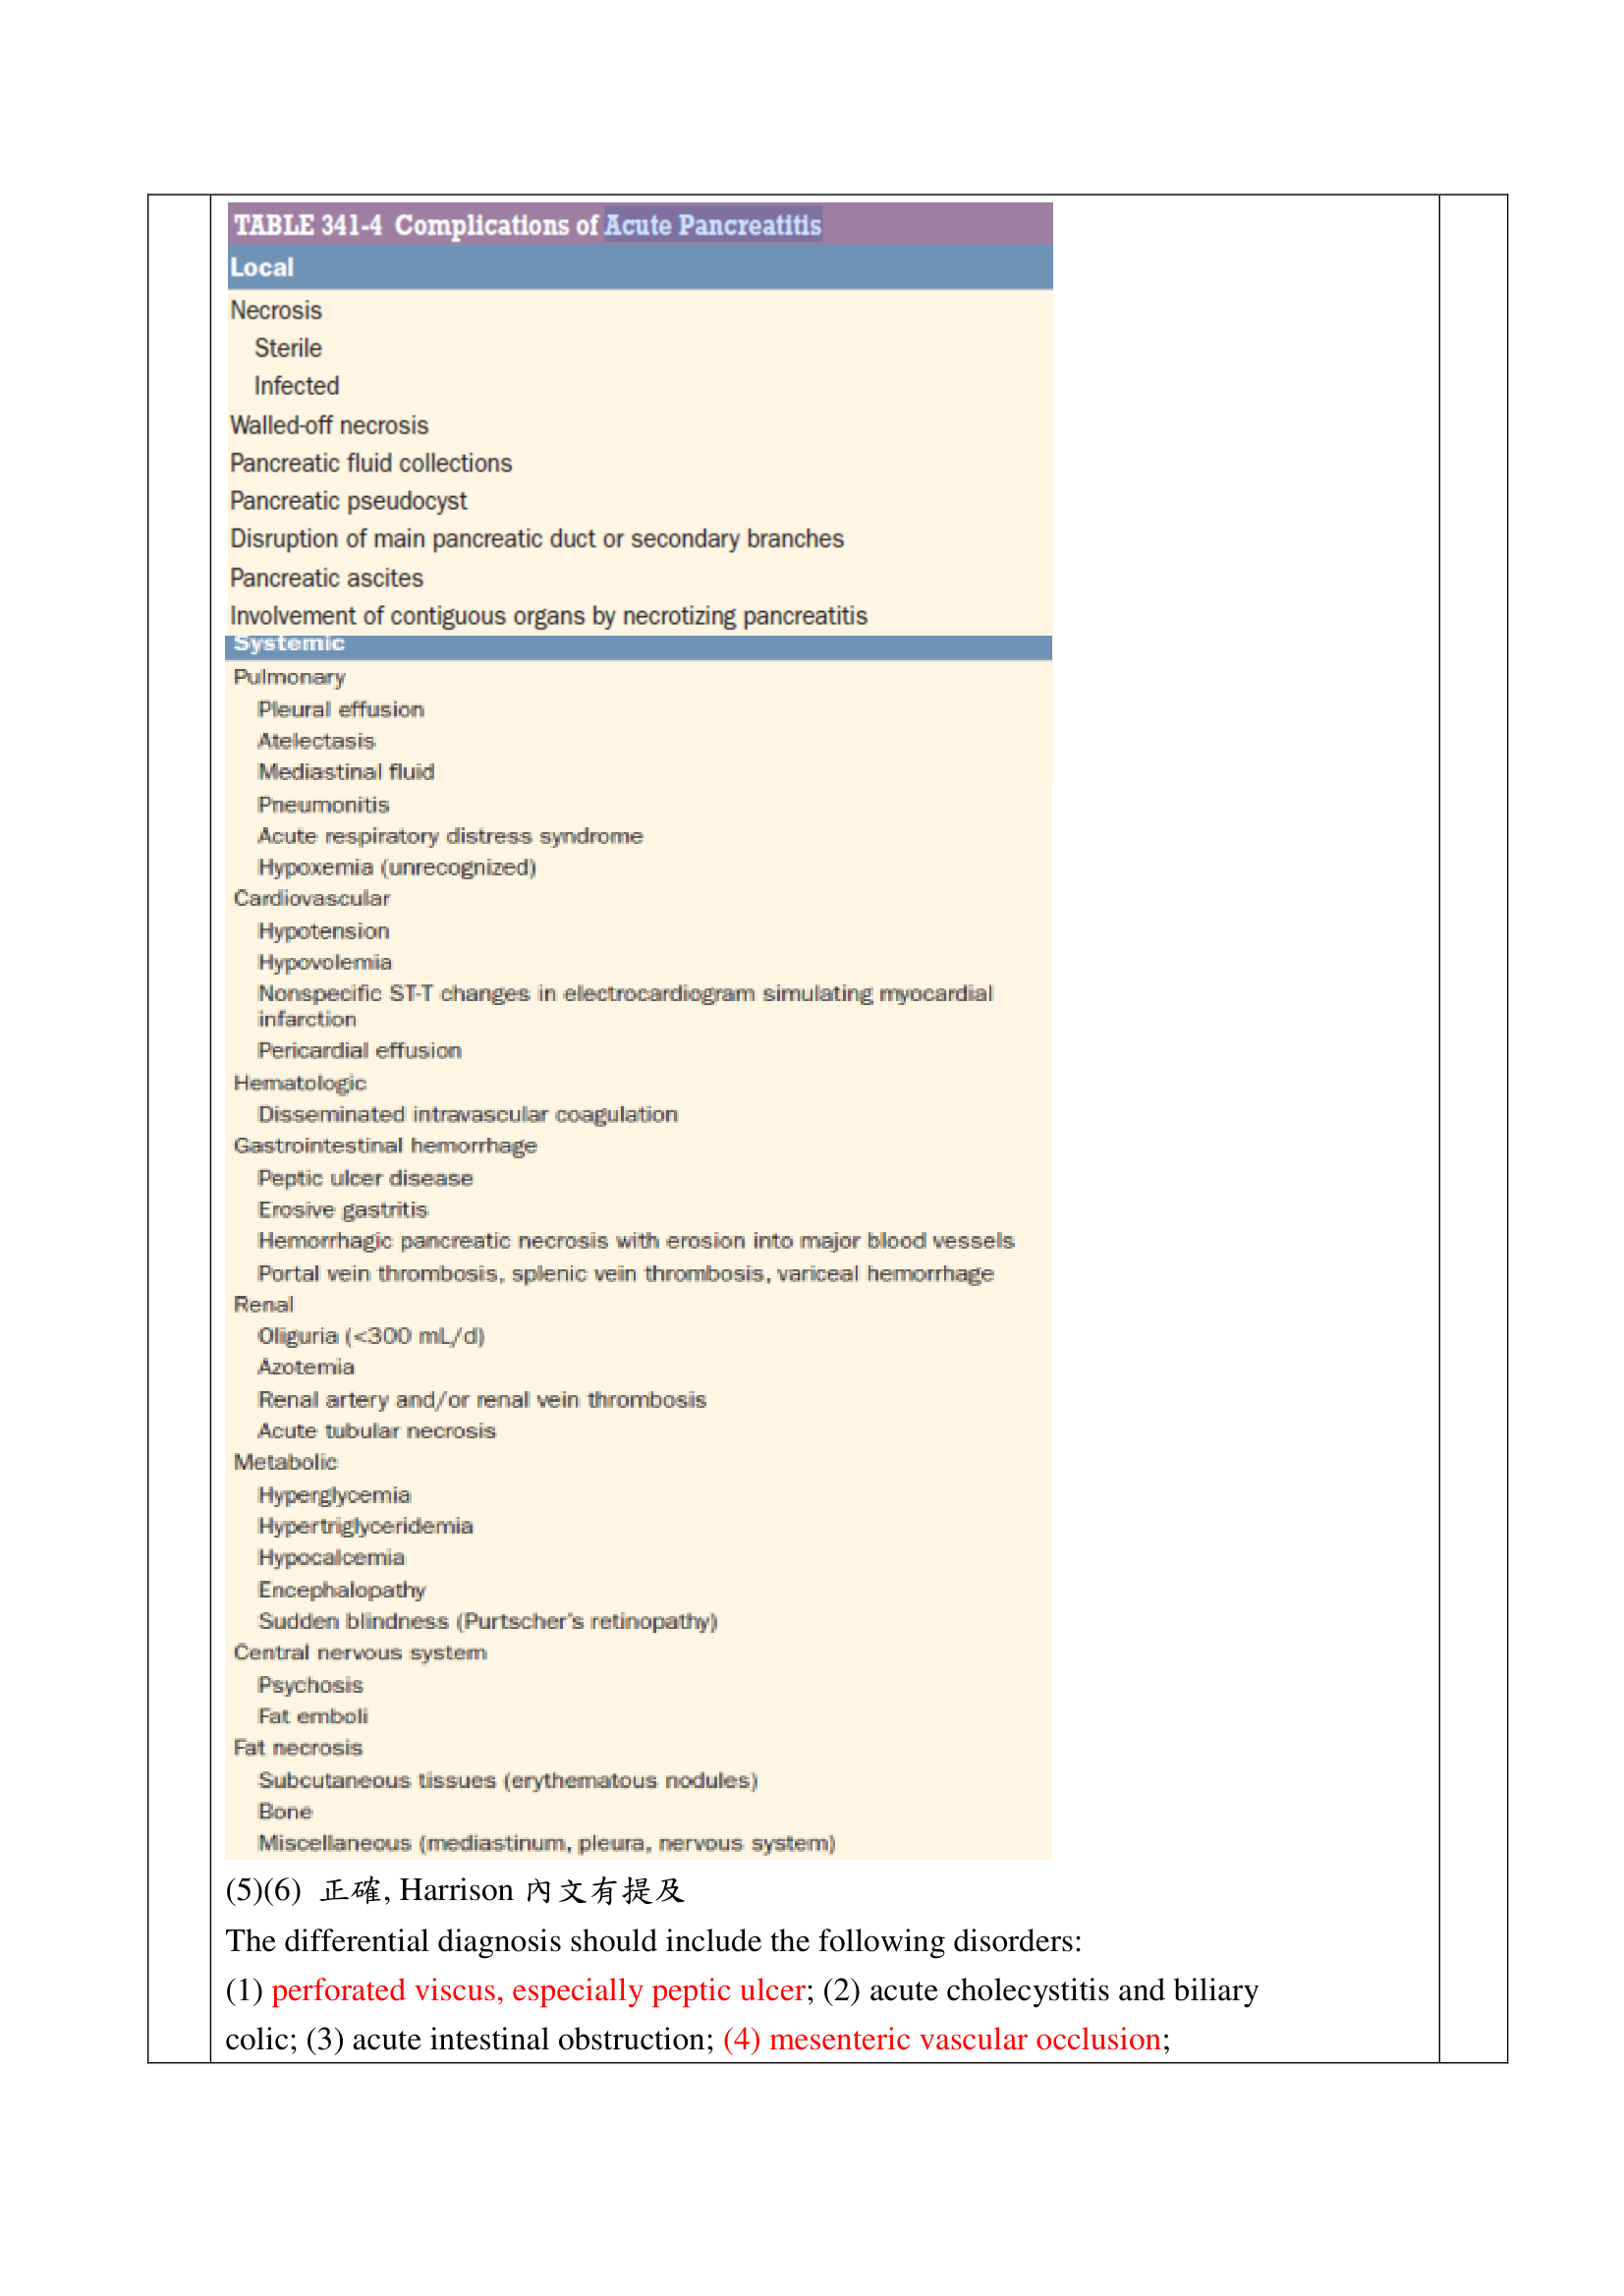 TABLE 341-4 Complications of Acute Pancreatitis
Local
Necrosis
Sterile
Infected
Walled-off necrosis
Pancreatic fluid collections
Pancreatic pseudocyst
Disruption of main pancreatic duct or secondary branches
Pancreatic ascites
Involvement of contiguous organs by necrotizing pancreatitis
Systemic
Pulmonary
Pleural effusion
Atelectasis
Mediastinal fluid
Pneumonitis
Acute respiratory distress syndrome
Hypoxemia (unrecognized)
Cardiovascular
Hypotension
Hypovolemia
Nonspecific ST-T changes in electrocardiogram simulating myocardial
infarction
Pericardial effusion
Hematologic
Disseminated intravascular coagulation
Gastrointestinal hemorrhage
Peptic ulcer disease
Erosive gastritis
Hemorrhagic pancreatic necrosis with erosion into major blood vessels
Portal vein thrombosis, splenic vein thrombosis, variceal hemorrhage
Renal
Oliguria (<300 mL/d)
Azotemia
Renal artery and/or renal vein thrombosis
Acute tubular necrosis
Metabolic
Hyperglycemia
Hypertriglyceridemia
Hypocalcemia
Encephalopathy
Sudden blindness (Purtscher's retinopathy)
Central nervous system
Psychosis
Fat emboli
Fat necrosis
Subcutaneous tissues (erythematous nodules)
Bone
Miscellaneous (mediastinum, pleura, nervous system)
(5)(6) 正確, Harrison 內文有提及
The differential diagnosis should include the following disorders:
(1) perforated viscus, especially peptic ulcer; (2) acute cholecystitis and biliary
colic; (3) acute intestinal obstruction; (4) mesenteric vascular occlusion;